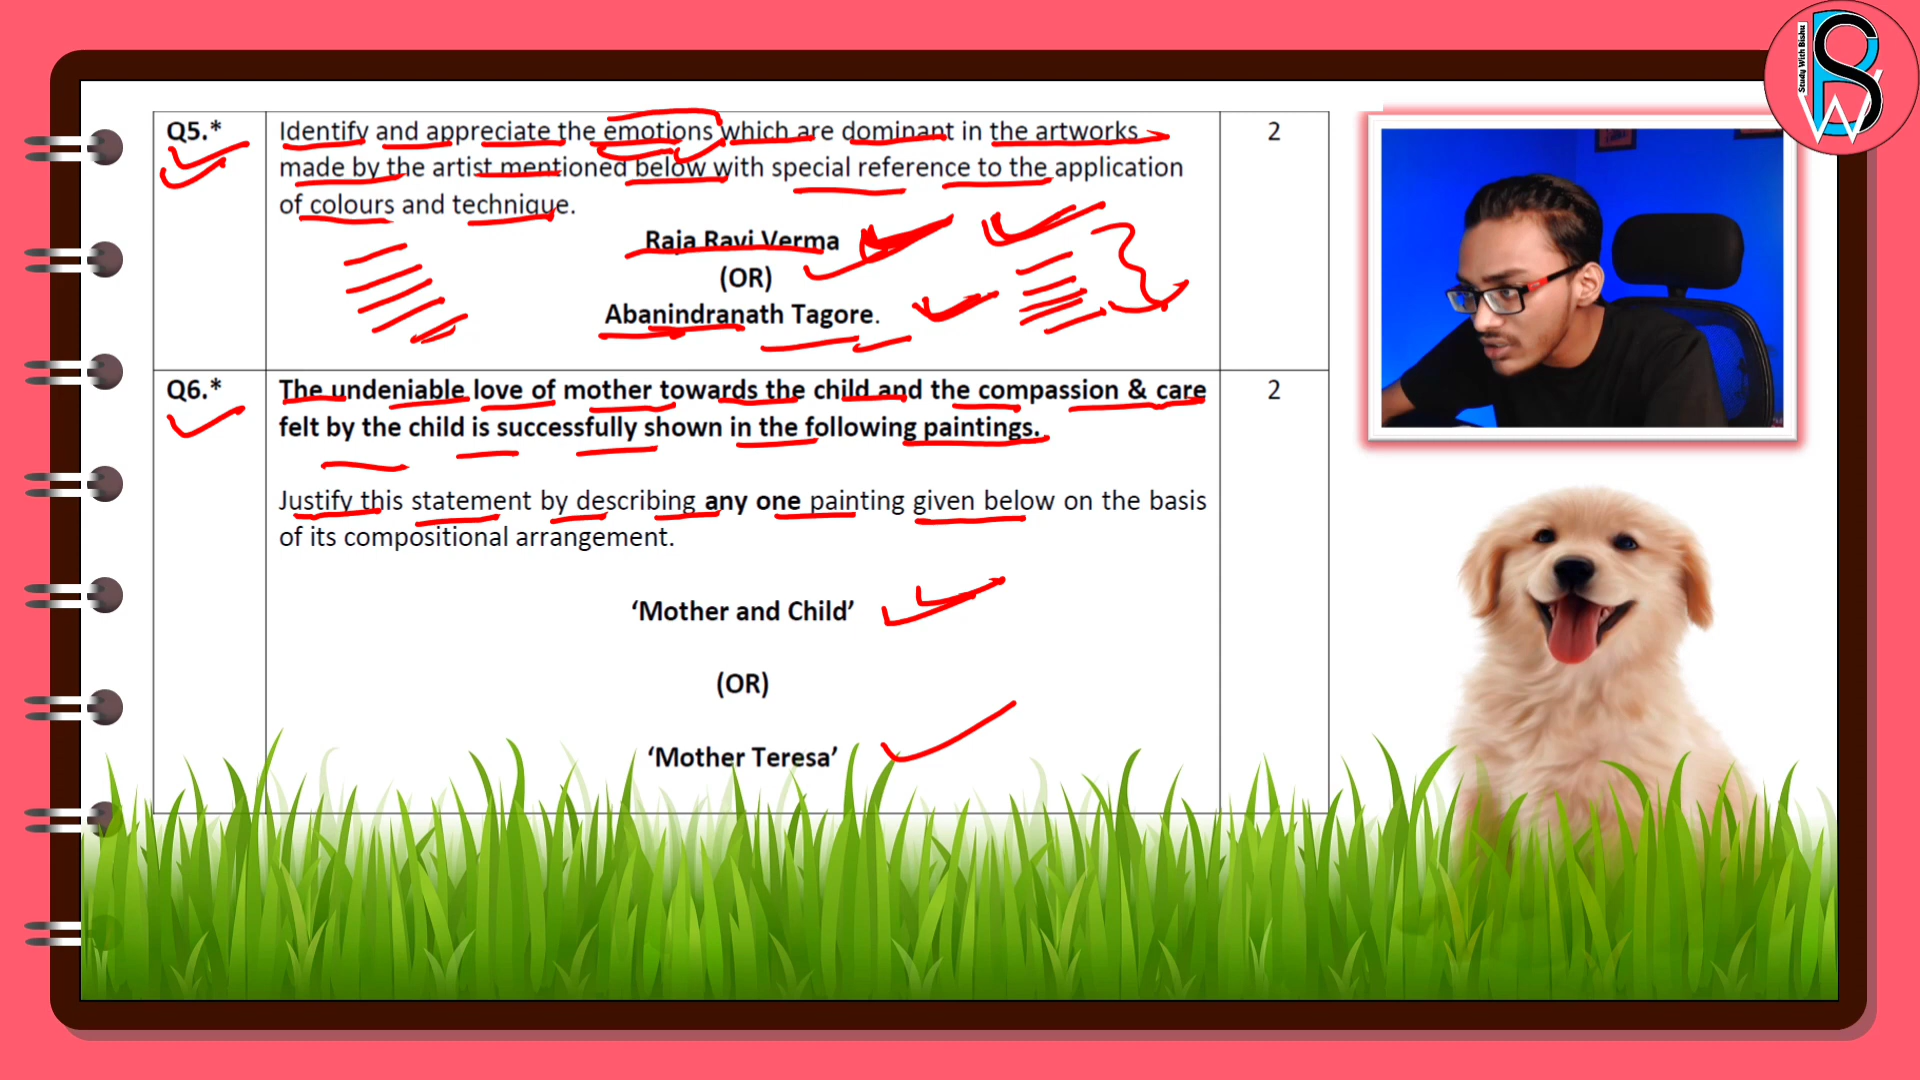 Q5.*
Identify and appreciate the emotions which are dominant in the artworks
made by the artist mentioned below with special reference to the application
of colours and technique.
Raja Ravi Verma
(OR)
Abanindranath Tagore.
2
Q6.*
The undeniable love of mother towards the child and the compassion & care
felt by the child is successfully shown in the following paintings.
Justify this statement by describing any one painting given below on the basis
of its compositional arrangement.
‘Mother and Child’
(OR)
‘Mother Teresa’
2
Study With Bishu
BSW